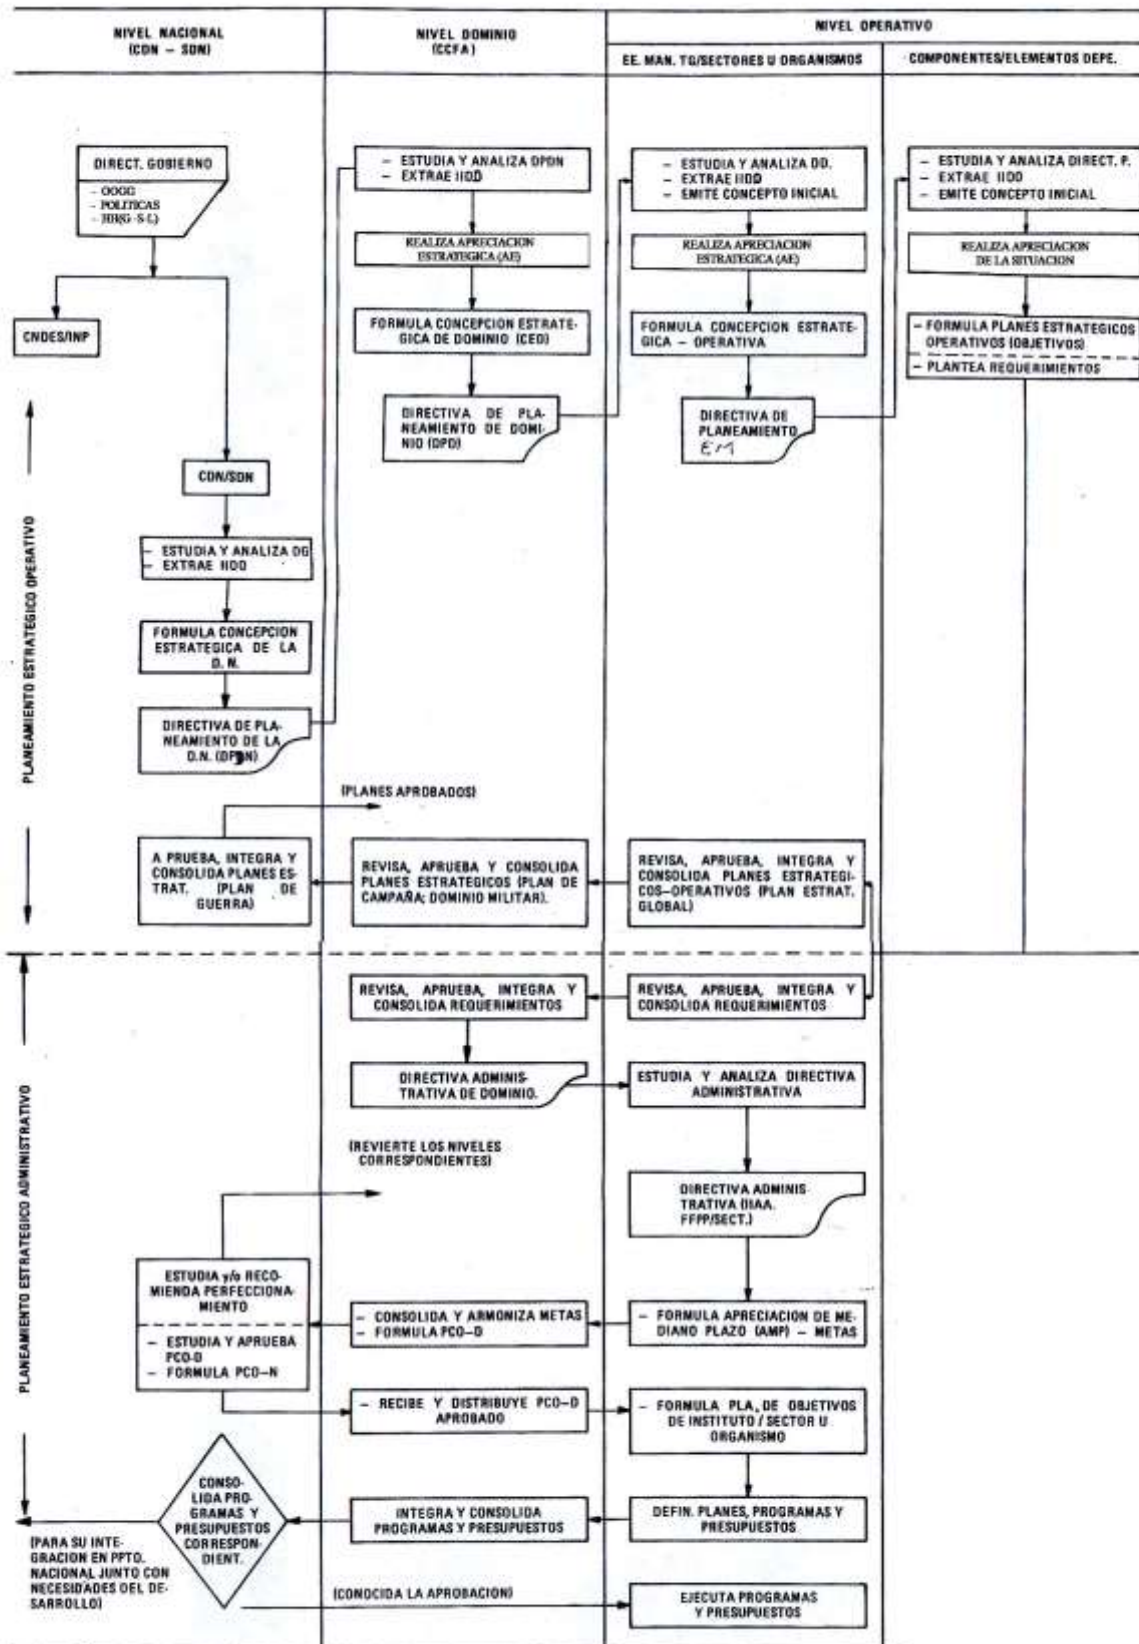 NIVEL NACIONAL
(CDN – SDN)
NIVEL DOMINIO
(CCFA)
NIVEL OPERATIVO
EE. MAN. TG/SECTORES U ORGANISMOS
COMPONENTES/ELEMENTOS DEPE.
DIRECT. GOBIERNO
– OOGG
– POLITICAS
– HH(G -S-L)
CNDES/INP
CDN/SDN
– ESTUDIA Y ANALIZA DG
– EXTRAE IIDD
FORMULA CONCEPCION
ESTRATEGICA DE LA
D. N.
DIRECTIVA DE PLA-
NEAMIENTO DE LA
D.N. (DPDN)
– ESTUDIA Y ANALIZA DPDN
– EXTRAE IIDD
REALIZA APRECIACION
ESTRATEGICA (AE)
FORMULA CONCEPCION ESTRATE-
GICA DE DOMINIO (CED)
DIRECTIVA DE PLA-
NEAMIENTO DE DOMI-
NIO (DPD)
– ESTUDIA Y ANALIZA DD.
– EXTRAE IIDD
– EMITE CONCEPTO INICIAL
REALIZA APRECIACION
ESTRATEGICA (AE)
FORMULA CONCEPCION ESTRATE-
GICA – OPERATIVA
DIRECTIVA DE
PLANEAMIENTO
EM
– ESTUDIA Y ANALIZA DIRECT. P.
– EXTRAE IIDD
– EMITE CONCEPTO INICIAL
REALIZA APRECIACION
DE LA SITUACION
– FORMULA PLANES ESTRATEGICOS
OPERATIVOS (OBJETIVOS)
– PLANTEA REQUERIMIENTOS
PLANEAMIENTO ESTRATEGICO OPERATIVO
(PLANES APROBADOS)
A PRUEBA, INTEGRA Y
CONSOLIDA PLANES ES-
TRAT. (PLAN DE
GUERRA)
REVISA, APRUEBA Y CONSOLIDA
PLANES ESTRATEGICOS (PLAN DE
CAMPAÑA; DOMINIO MILITAR).
REVISA, APRUEBA, INTEGRA Y
CONSOLIDA PLANES ESTRATEGI-
COS–OPERATIVOS (PLAN ESTRAT.
GLOBAL)
PLANEAMIENTO ESTRATEGICO ADMINISTRATIVO
REVISA, APRUEBA, INTEGRA Y
CONSOLIDA REQUERIMIENTOS
REVISA, APRUEBA, INTEGRA Y
CONSOLIDA REQUERIMIENTOS
DIRECTIVA ADMINIS-
TRATIVA DE DOMINIO.
ESTUDIA Y ANALIZA DIRECTIVA
ADMINISTRATIVA
(REVIERTE LOS NIVELES
CORRESPONDIENTES)
DIRECTIVA ADMINIS-
TRATIVA (IIAA.
FFPP/SECT.)
ESTUDIA y/o RECO-
MIENDA PERFECCIONA-
MIENTO
– ESTUDIA Y APRUEBA
PCO-D
– FORMULA PCO–N
– CONSOLIDA Y ARMONIZA METAS
– FORMULA PCO–D
– FORMULA APRECIACION DE ME-
DIANO PLAZO (AMP) – METAS
– RECIBE Y DISTRIBUYE PCO–D
APROBADO
– FORMULA PLA, DE OBJETIVOS
DE INSTITUTO / SECTOR U
ORGANISMO
CONSO-
LIDA PRO-
GRAMAS Y
PRESUPUESTOS
CORRESPON-
DIENT.
INTEGRA Y CONSOLIDA
PROGRAMAS Y PRESUPUESTOS
DEFIN. PLANES, PROGRAMAS Y
PRESUPUESTOS
(PARA SU INTE-
GRACION EN PPTO.
NACIONAL JUNTO CON
NECESIDADES DEL DE-
SARROLLO)
(CONOCIDA LA APROBACION)
EJECUTA PROGRAMAS
Y PRESUPUESTOS